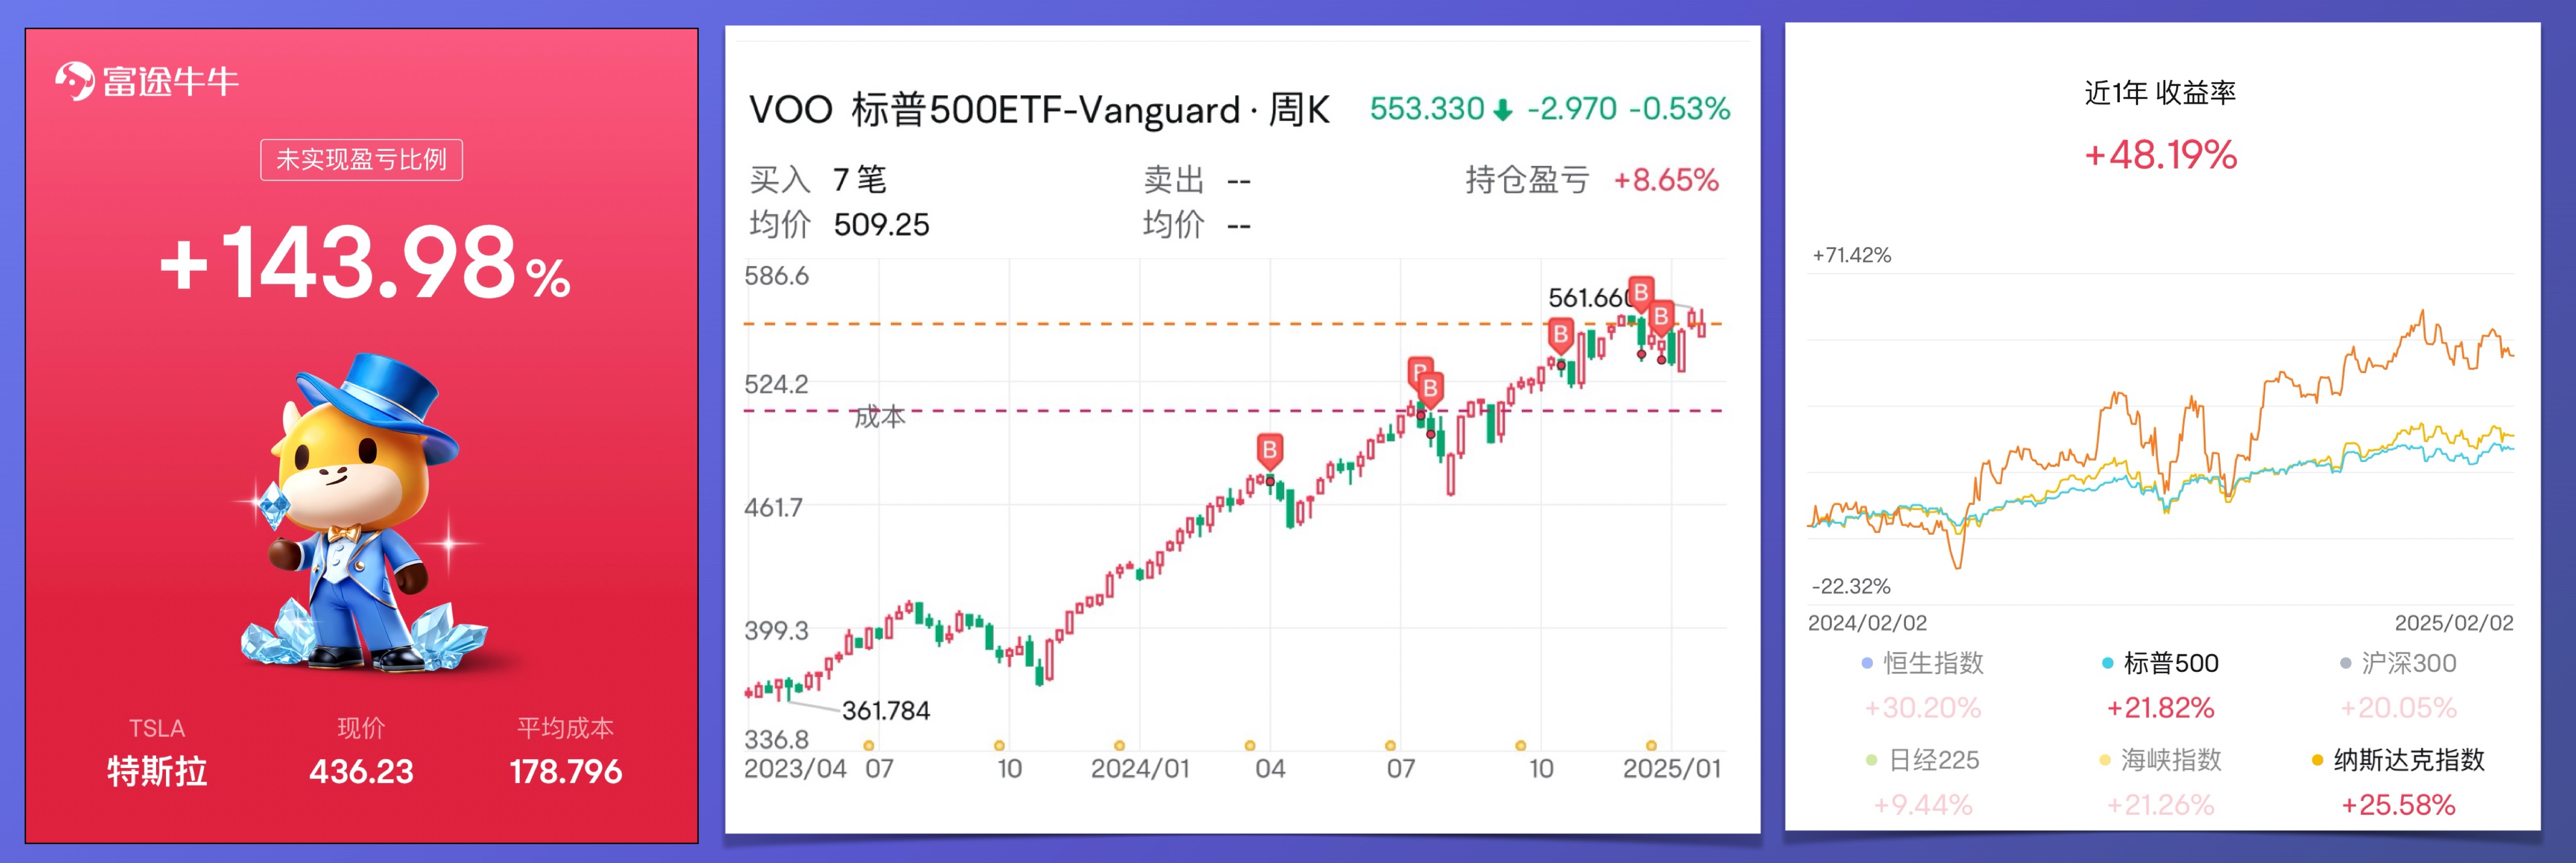 富途牛牛
未实现盈亏比例
+143.98%
TSLA 现价 平均成本
特斯拉 436.23 178.796
VOO 标普500ETF-Vanguard · 周K 553.330 -2.970 -0.53%
买入 7 笔 卖出 -- 持仓盈亏 +8.65%
均价 509.25 均价 --
586.6
561.660
B
B
B
524.2
B
B
成本
B
461.7
399.3
361.784
336.8
2023/04 07 10 2024/01 04 07 10 2025/01
近1年 收益率
+48.19%
+71.42%
-22.32%
2024/02/02 2025/02/02
恒生指数 标普500 沪深300
+30.20% +21.82% +20.05%
日经225 海峡指数 纳斯达克指数
+9.44% +21.26% +25.58%